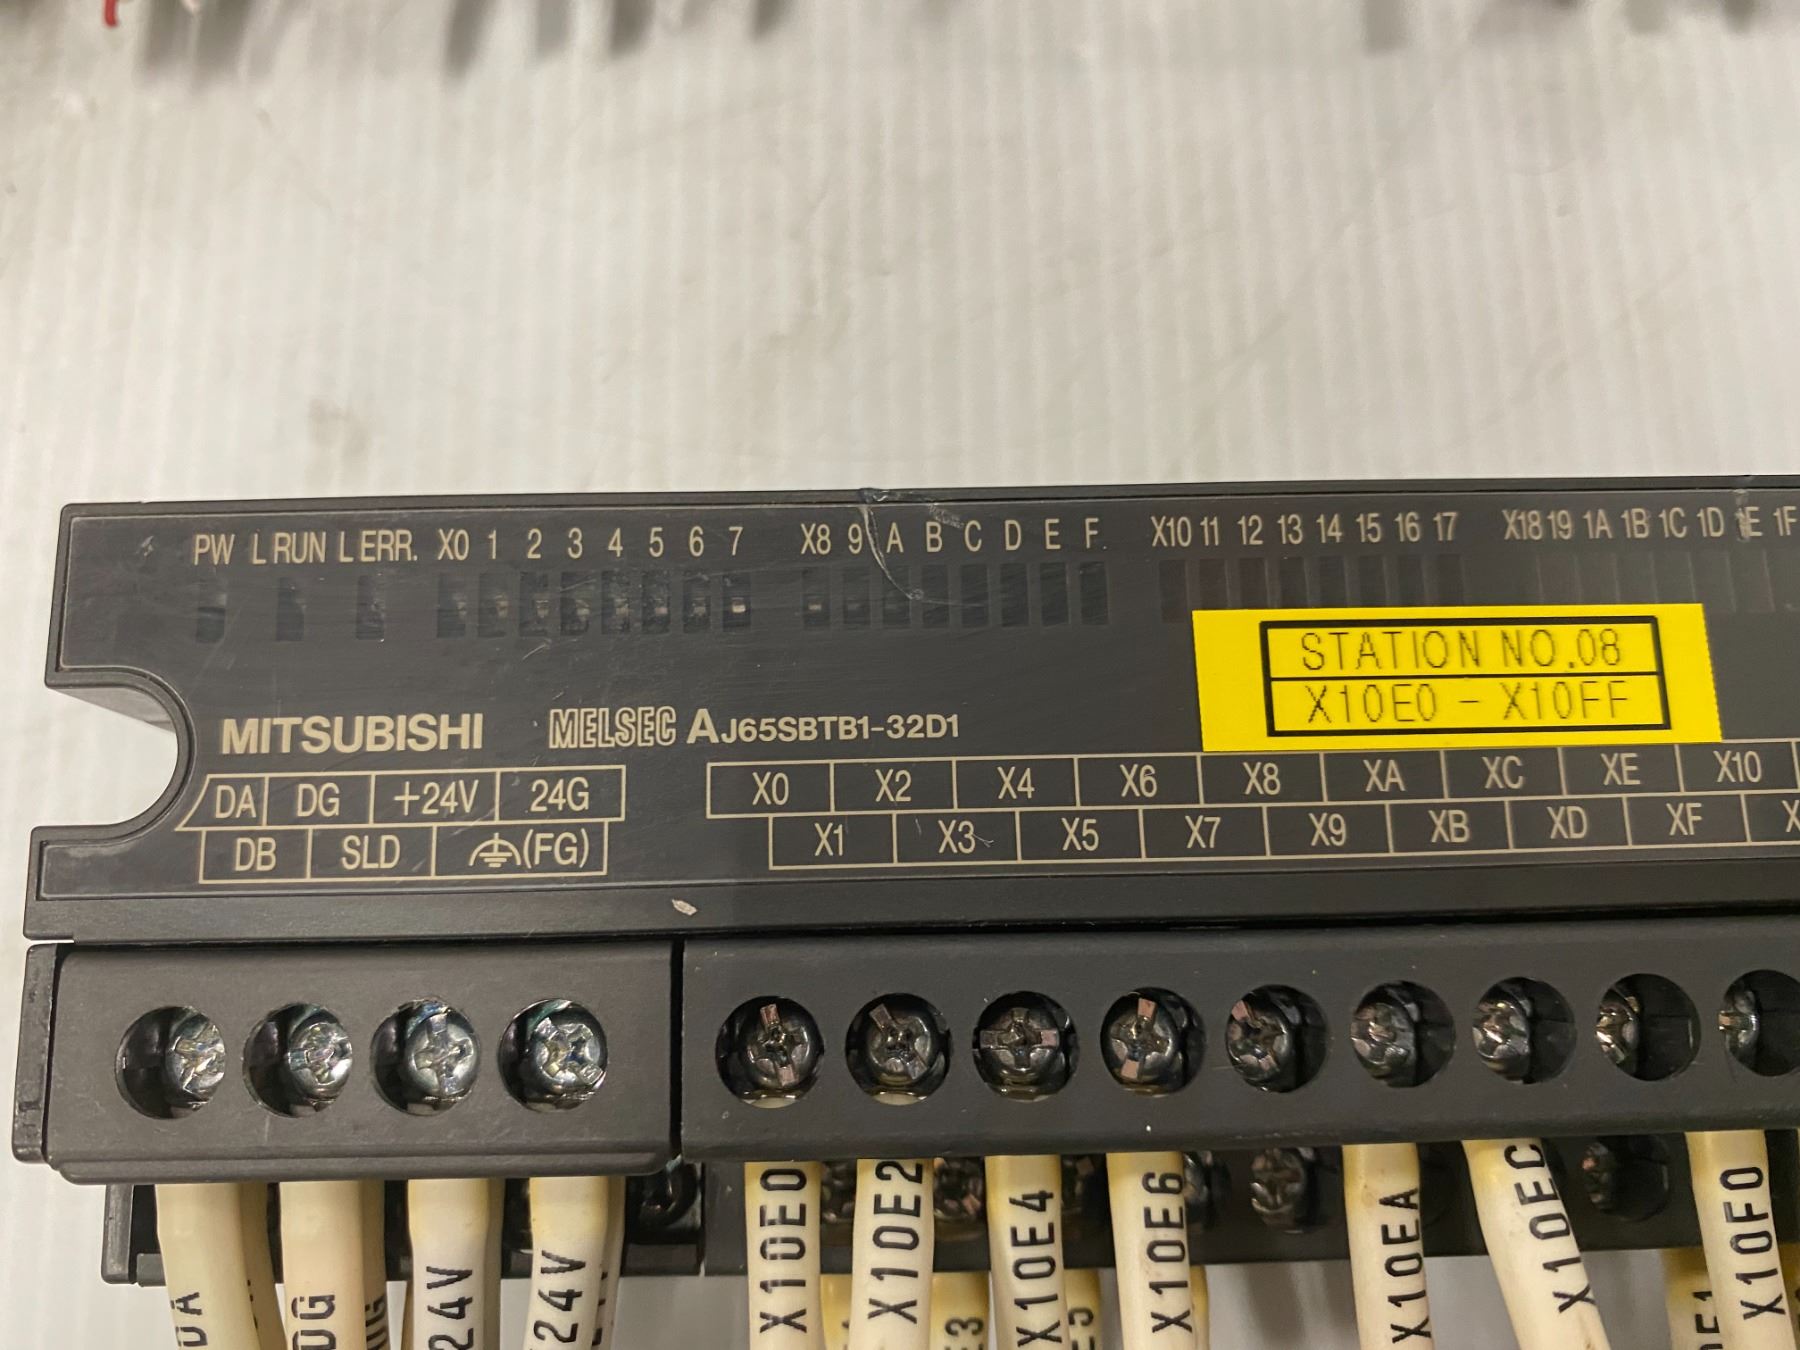 PW L RUN L ERR. X0 1 2 3 4 5 6 7 X8 9 A B C D E F X10 11 12 13 14 15 16 17 X18 19 1A 1B 1C 1D 1E 1F
STATION NO.08
X10E0 - X10FF
MITSUBISHI MELSEC AJ65SBTB1-32D1
DA DG +24V 24G X0 X2 X4 X6 X8 XA XC XE X10
DB SLD (FG) X1 X3 X5 X7 X9 XB XD XF
DA DG 24V 24V X10E0 X10E2 X10E4 X10E6 X10EA X10EC X10F0